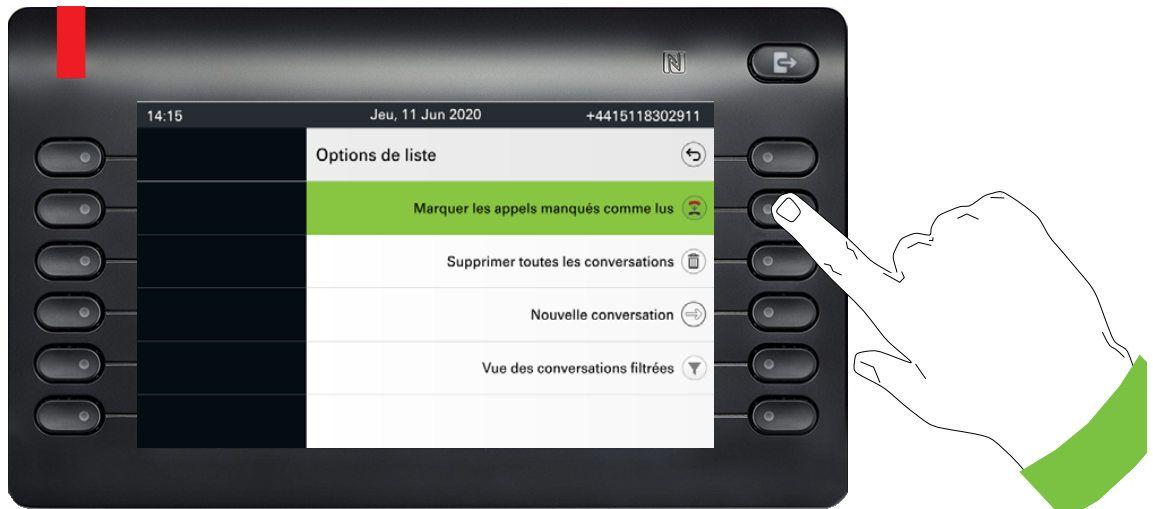 14:15 Jeu, 11 Jun 2020 +4415118302911
Options de liste
Marquer les appels manqués comme lus
Supprimer toutes les conversations
Nouvelle conversation
Vue des conversations filtrées